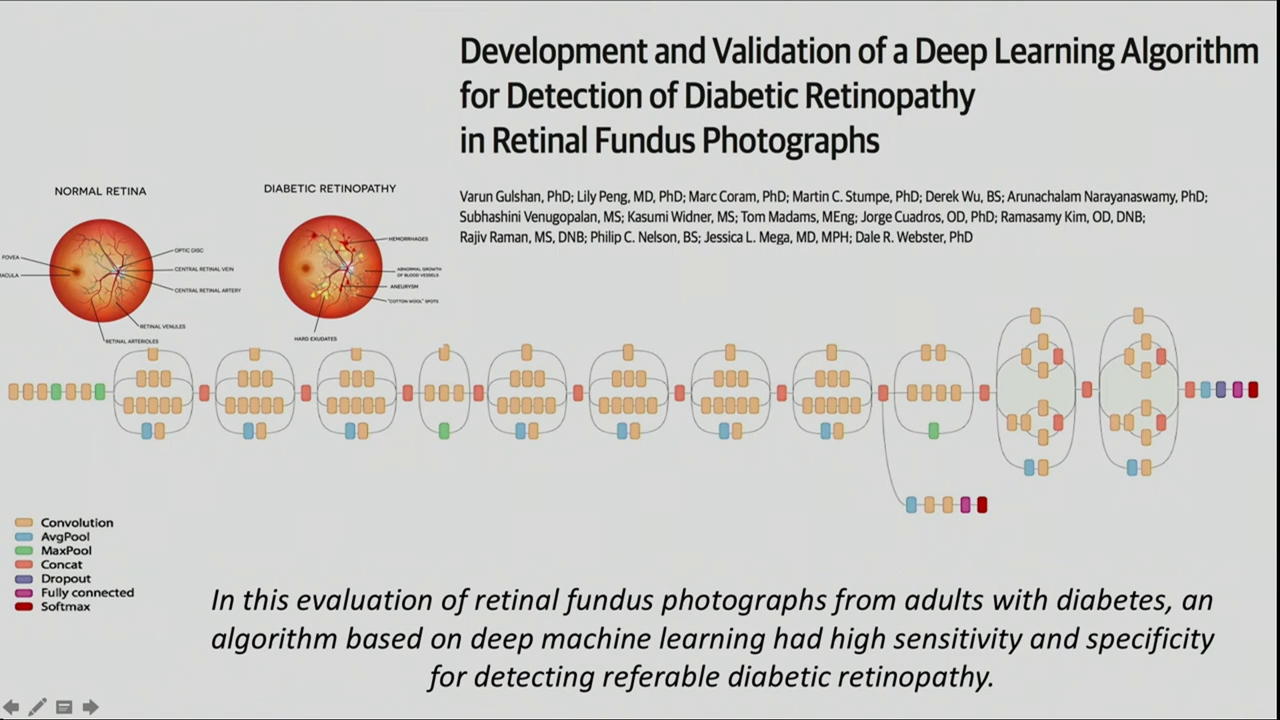 Development and Validation of a Deep Learning Algorithm
for Detection of Diabetic Retinopathy
in Retinal Fundus Photographs
Varun Gulshan, PhD; Lily Peng, MD, PhD; Marc Coram, PhD; Martin C. Stumpe, PhD; Derek Wu, BS; Arunachalam Narayanaswamy, PhD;
Subhashini Venugopalan, MS; Kasumi Widner, MS; Tom Madams, MEng; Jorge Cuadros, OD, PhD; Ramasamy Kim, OD, DNB;
Rajiv Raman, MS, DNB; Philip C. Nelson, BS; Jessica L. Mega, MD, MPH; Dale R. Webster, PhD
NORMAL RETINA
FOVEA
MACULA
OPTIC DISC
CENTRAL RETINAL VEIN
CENTRAL RETINAL ARTERY
RETINAL VENULES
RETINAL ARTERIOLES
DIABETIC RETINOPATHY
HEMORRHAGES
ABNORMAL GROWTH
OF BLOOD VESSELS
ANEURYSM
"COTTON WOOL" SPOTS
HARD EXUDATES
Convolution
AvgPool
MaxPool
Concat
Dropout
Fully connected
Softmax
In this evaluation of retinal fundus photographs from adults with diabetes, an
algorithm based on deep machine learning had high sensitivity and specificity
for detecting referable diabetic retinopathy.